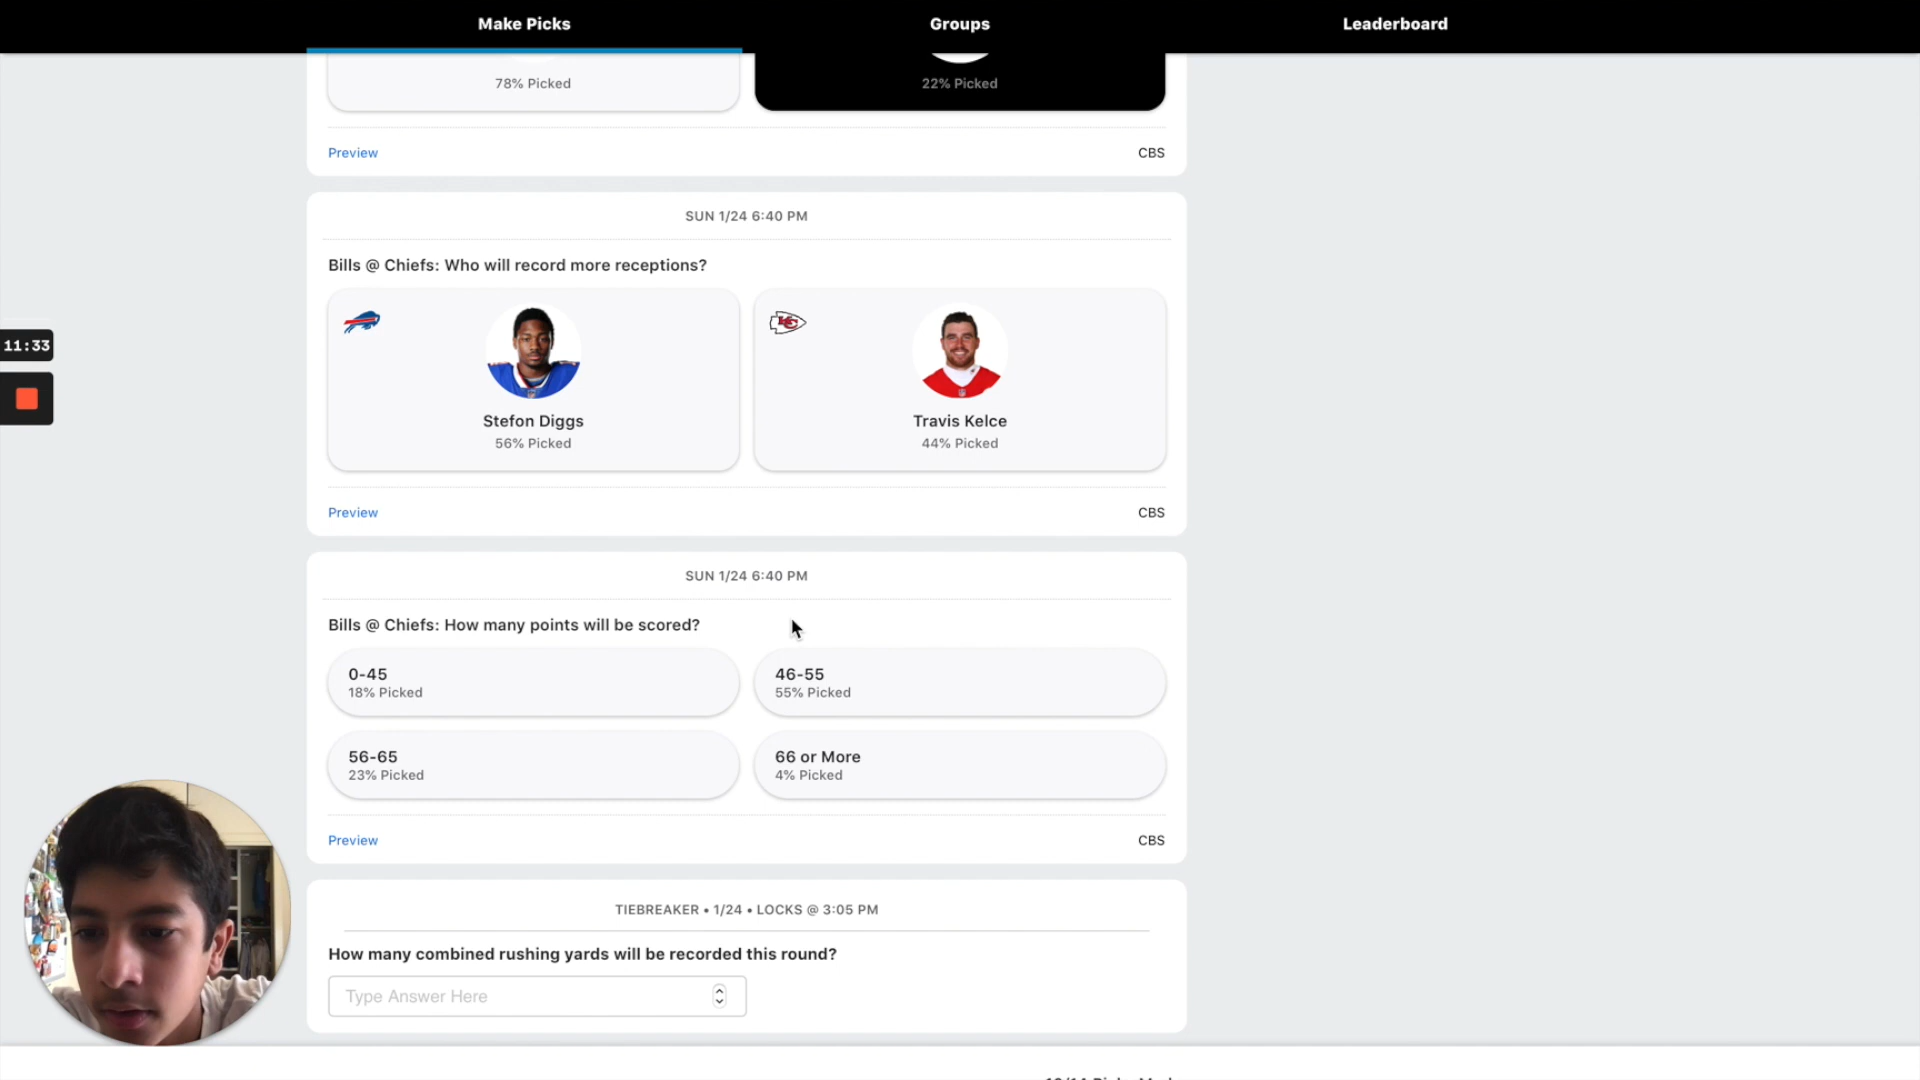 Make Picks
Groups
Leaderboard
78% Picked
22% Picked
Preview
CBS
SUN 1/24 6:40 PM
Bills @ Chiefs: Who will record more receptions?
KC
Stefon Diggs
56% Picked
Travis Kelce
44% Picked
Preview
CBS
11:33
SUN 1/24 6:40 PM
Bills @ Chiefs: How many points will be scored?
0-45
18% Picked
46-55
55% Picked
56-65
23% Picked
66 or More
4% Picked
Preview
CBS
TIEBREAKER • 1/24 • LOCKS @ 3:05 PM
How many combined rushing yards will be recorded this round?
Type Answer Here